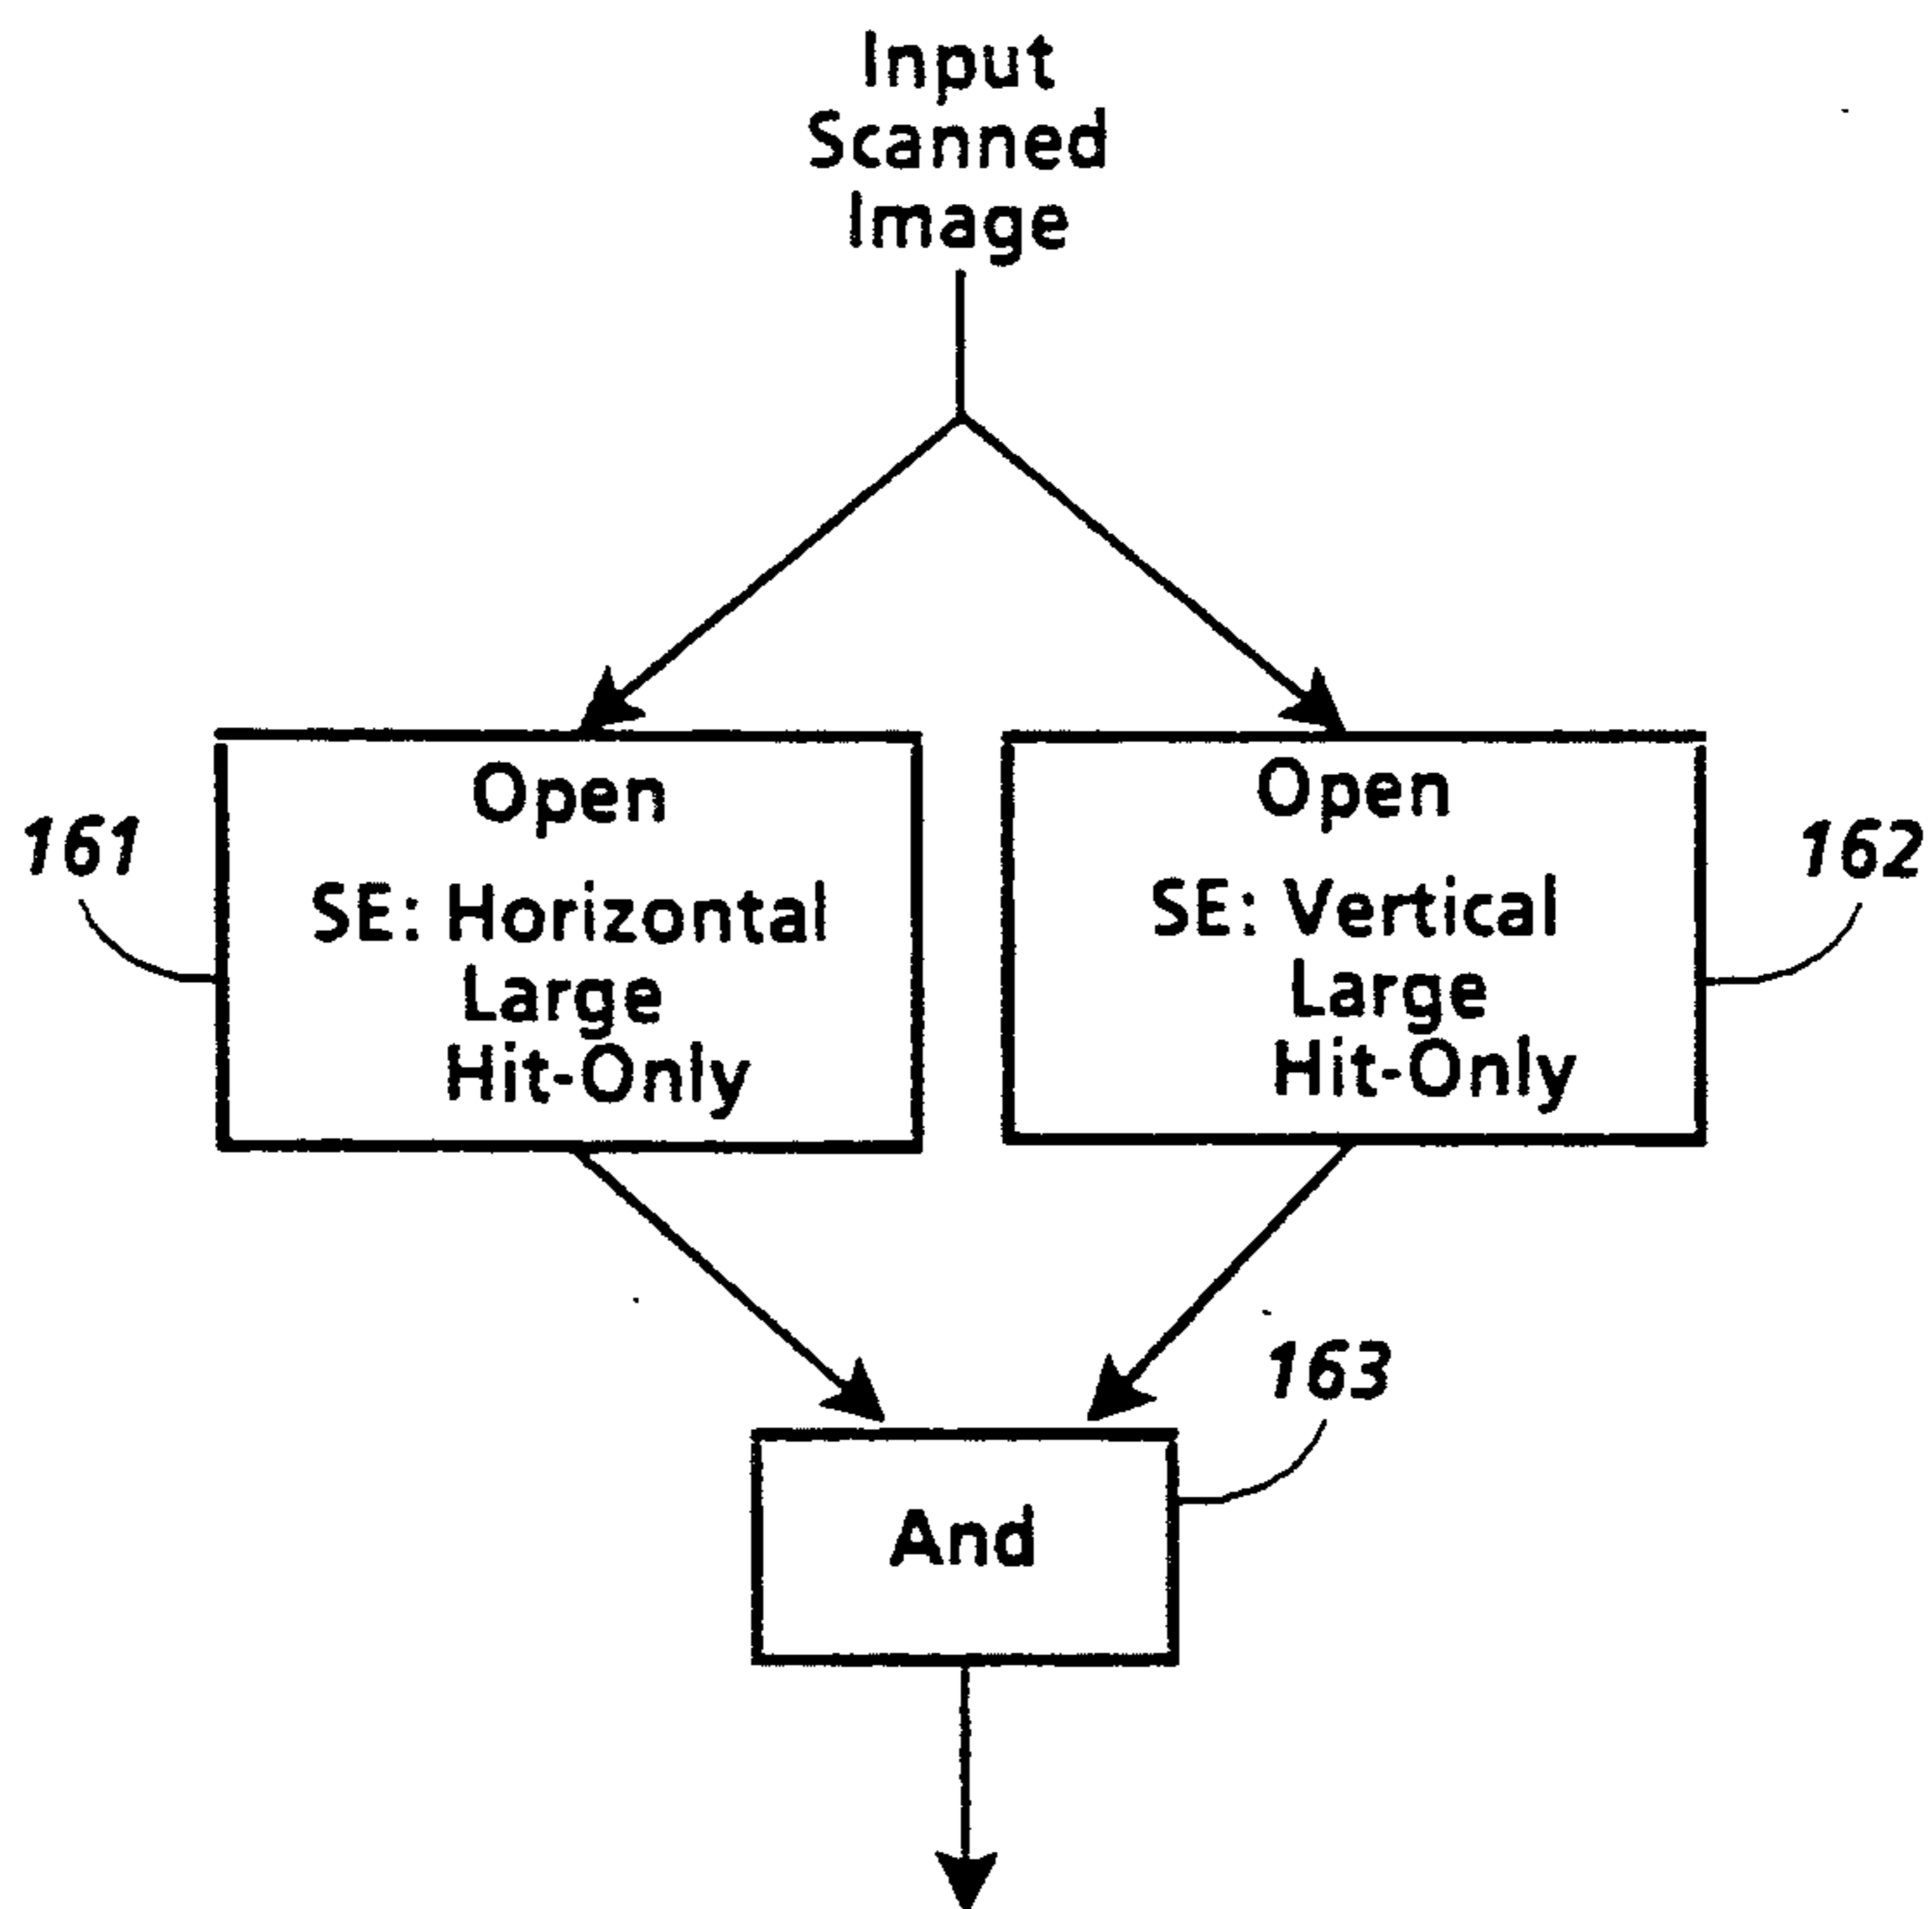 Input
Scanned
Image
161
Open
SE: Horizontal
Large
Hit-Only
Open
SE: Vertical
Large
Hit-Only
162
163
And